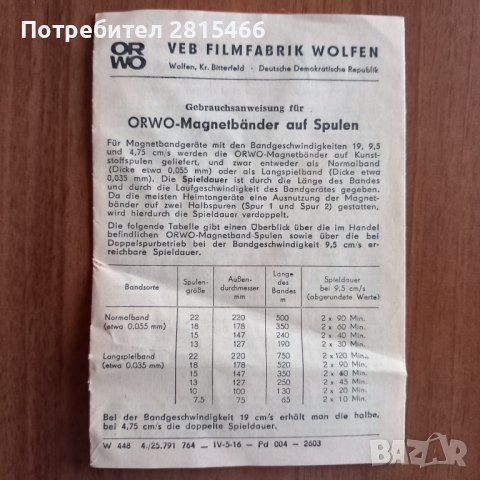 Потребител 2815466
ORWO
VEB FILMFABRIK WOLFEN
Wolfen, Kr. Bitterfeld · Deutsche Demokratische Republik
Gebrauchsanweisung für
ORWO-Magnetbänder auf Spulen
Für Magnetbandgeräte mit den Bandgeschwindigkeiten 19, 9,5
und 4,75 cm/s werden die ORWO-Magnetbänder auf Kunst-
stoffspulen geliefert, und zwar entweder als Normalband
(Dicke etwa 0,055 mm) oder als Langspielband (Dicke etwa
0,035 mm). Die Spieldauer ist durch die Länge des Bandes
und durch die Laufgeschwindigkeit des Bandgerätes gegeben.
Da die meisten Heimtongeräte eine Ausnutzung der Magnet-
bänder auf zwei Halbspuren (Spur 1 und Spur 2) gestatten,
wird hierdurch die Spieldauer verdoppelt.
Die folgende Tabelle gibt einen Überblick über die im Handel
befindlichen ORWO-Magnetband-Spulen sowie über die bei
Doppelspurbetrieb bei der Bandgeschwindigkeit 9,5 cm/s er-
reichbare Spieldauer.
Bandsorte Spulen-größe Außen-durchmesser mm Länge des Bandes m Spieldauer bei 9,5 cm/s (abgerundete Werte)
Normalband 22 220 500 2 x 90 Min.
(etwa 0,055 mm) 18 178 350 2 x 60 Min.
15 147 240 2 x 40 Min.
13 127 190 2 x 30 Min.
Langspielband 22 220 750 2 x 120 Min.
(etwa 0,035 mm) 18 178 520 2 x 90 Min.
15 147 350 2 x 60 Min.
13 127 250 2 x 45 Min.
10 100 130 2 x 20 Min.
7,5 75 65 2 x 10 Min.
Bei der Bandgeschwindigkeit 19 cm/s erhält man die halbe,
bei 4,75 cm/s die doppelte Spieldauer.
W 448 4./25.791 764 — IV-5-16 — Pd 004 — 2603
BAZAR